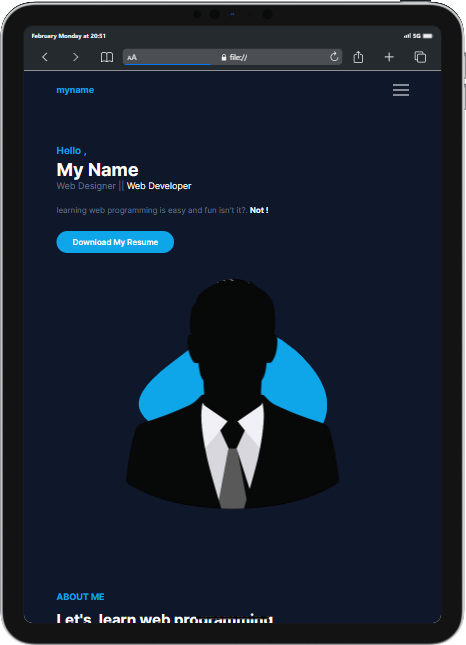 February Monday at 20:51
5G
AA
file://
myname
Hello ,
My Name
Web Designer || Web Developer
learning web programming is easy and fun isn't it?. Not !
Download My Resume
ABOUT ME
Let's learn web programming